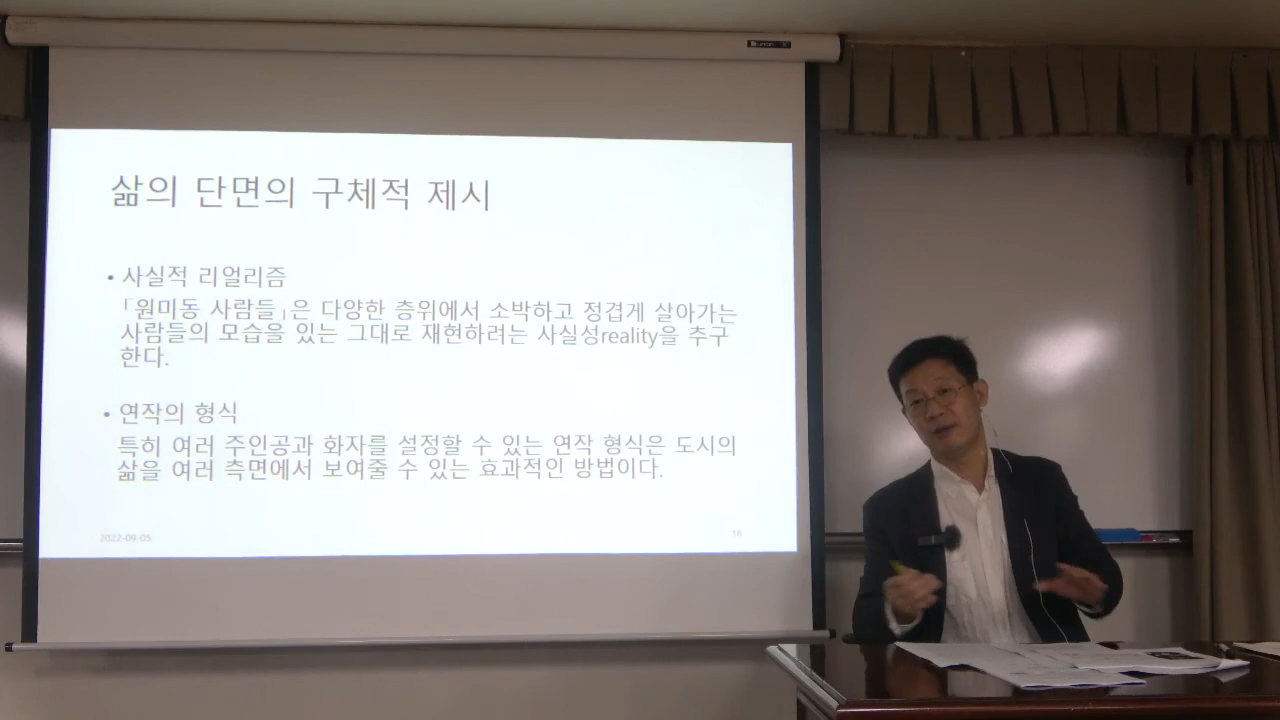 삶의 단면의 구체적 제시
• 사실적 리얼리즘
「원미동 사람들」은 다양한 층위에서 소박하고 정겹게 살아가는
사람들의 모습을 있는 그대로 재현하려는 사실성reality을 추구
한다.
• 연작의 형식
특히 여러 주인공과 화자를 설정할 수 있는 연작 형식은 도시의
삶을 여러 측면에서 보여줄 수 있는 효과적인 방법이다.
2022-09-05
18